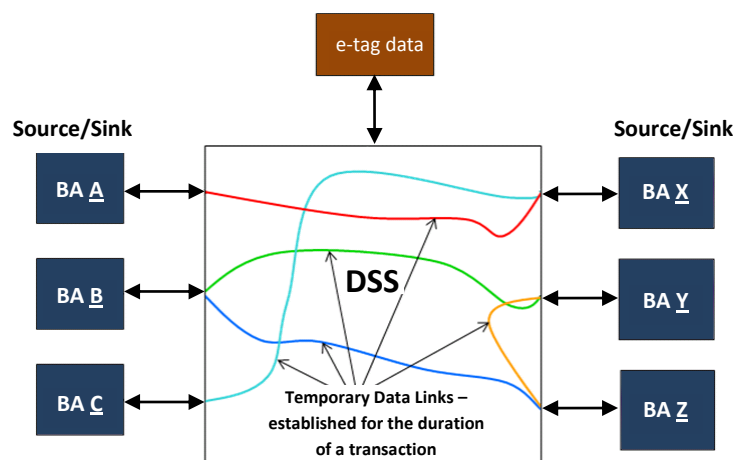 e-tag data
Source/Sink
Source/Sink
BA A
BA X
BA B
DSS
BA Y
BA C
BA Z
Temporary Data Links –
established for the duration
of a transaction